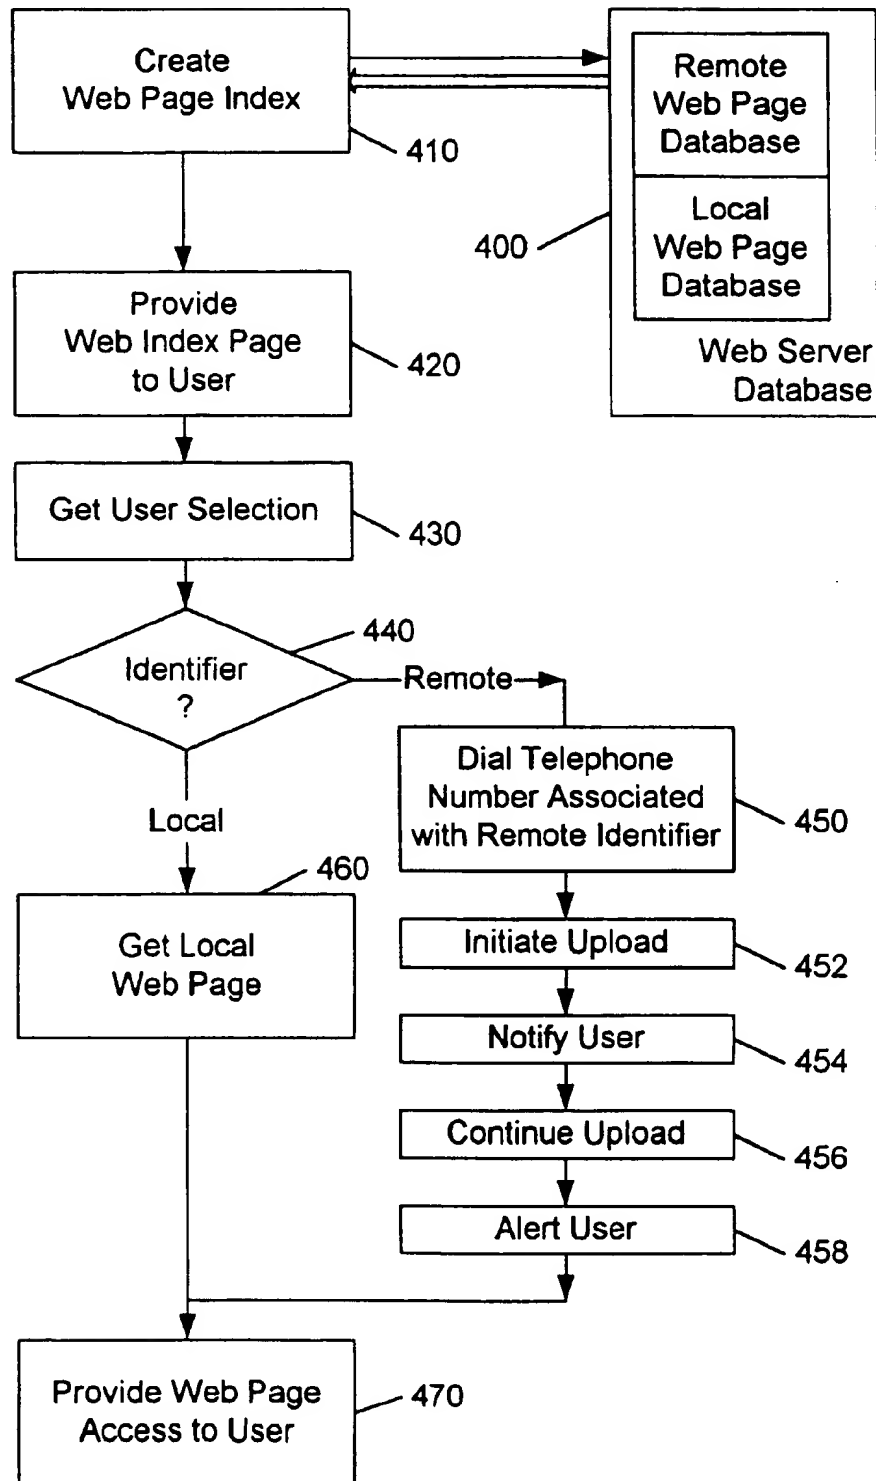 Create
Web Page Index
410
Remote
Web Page
Database
Local
Web Page
Database
400
Web Server
Database
Provide
Web Index Page
to User
420
Get User Selection
430
440
Identifier
?
Remote
Local
Dial Telephone
Number Associated
with Remote Identifier
450
460
Get Local
Web Page
Initiate Upload
452
Notify User
454
Continue Upload
456
Alert User
458
Provide Web Page
Access to User
470